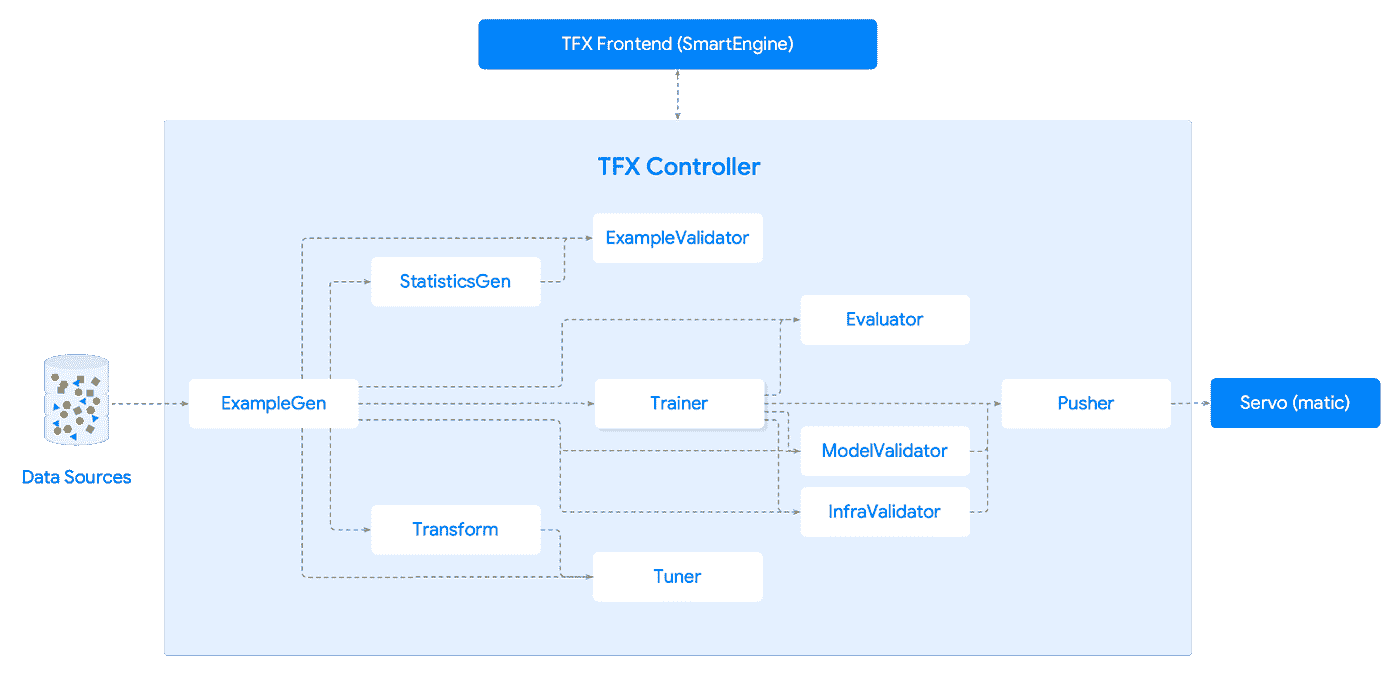 TFX Frontend (SmartEngine)
TFX Controller
ExampleValidator
StatisticsGen
Evaluator
ExampleGen
Trainer
Pusher
Servo (matic)
ModelValidator
Data Sources
InfraValidator
Transform
Tuner